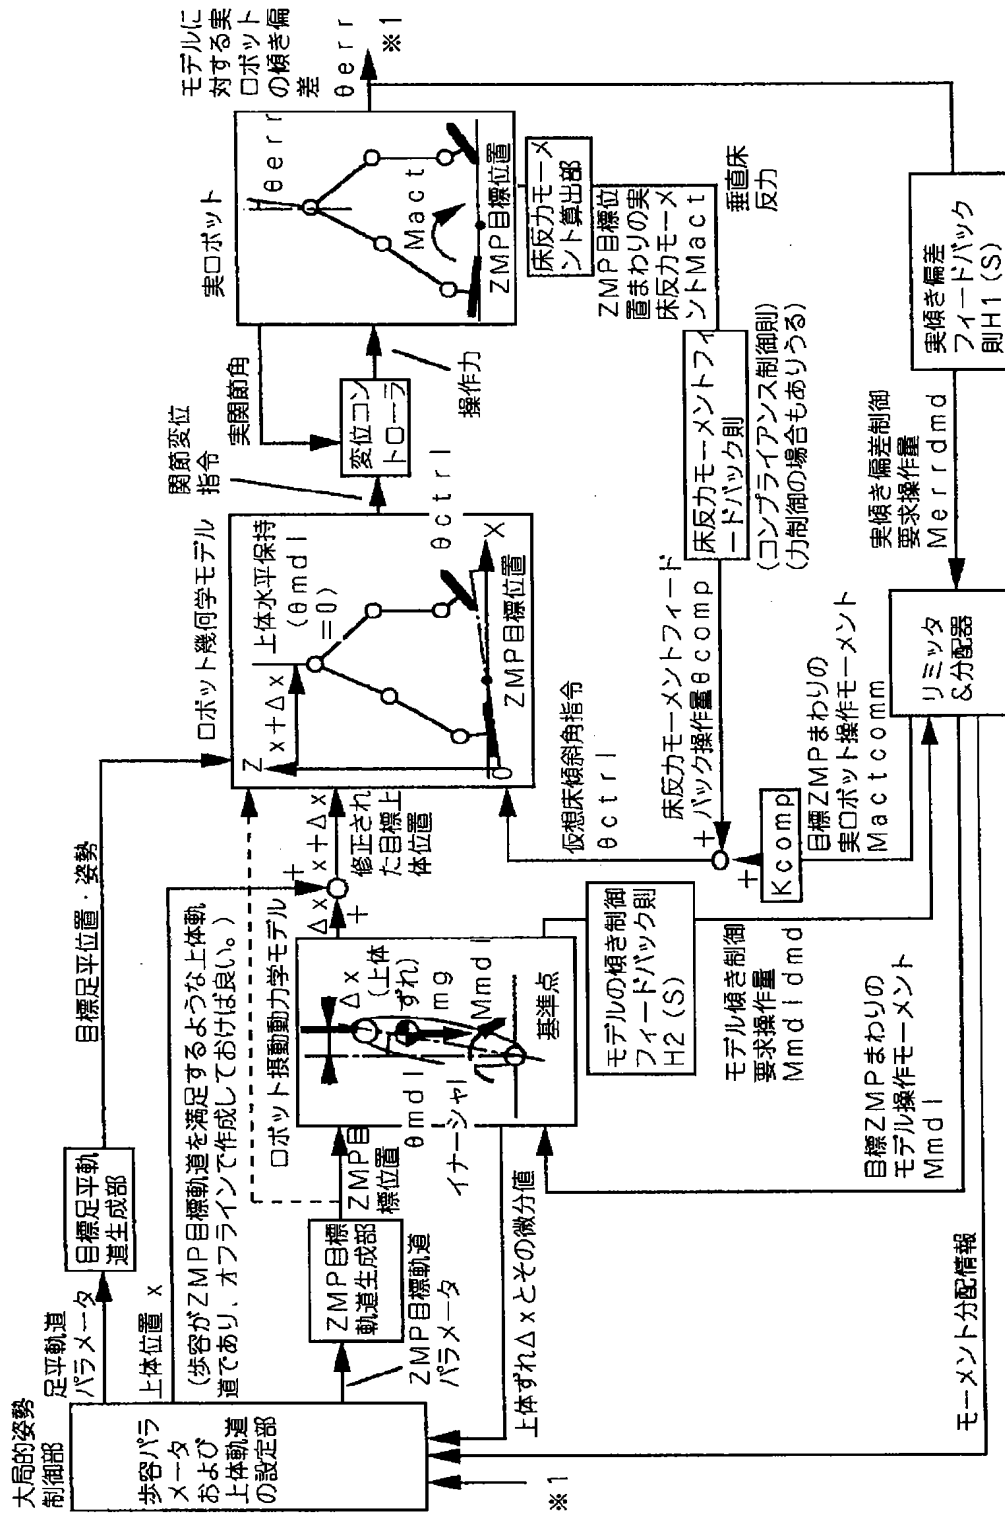 大局的姿勢
制御部
歩容パラ
メータ
および
上体軌道
の設定部
※1
足平軌道
パラメータ
目標足平軌
道生成部
目標足平位置・姿勢
上体位置 x
(歩容がZMP目標軌道を満足するような上体軌
道であり、オフラインで作成しておけば良い。)
ZMP目標軌道
パラメータ
ZMP目標
軌道生成部
ZMP目
標位置
上体ずれΔxとその微分値
モーメント分配情報
ロボット摂動動力学モデル
Δx
(上体
ずれ)
mg
θmdl
Mmdl
イナーシャI
基準点
Δx
+
+
x+Δx
修正され
た目標上
体位置
モデルの傾き制御
フィードバック則
H2(S)
モデル傾き制御
要求操作量
Mmdldmd
目標ZMPまわりの
モデル操作モーメント
Mmdl
ロボット幾何学モデル
Z
x+Δx
上体水平保持
(θmdl
=0)
θctrl
X
O
ZMP目標位置
仮想床傾斜角指令
θctrl
床反力モーメントフィード
バック操作量θcomp
+
+
Kcomp
目標ZMPまわりの
実ロボット操作モーメント
Mactcomm
リミッタ
&分配器
関節変位
指令
変位コン
トローラ
実関節角
操作力
実ロボット
θerr
Mact
ZMP目標位置
モデルに
対する実
ロボット
の傾き偏
差
θerr
※1
床反力モーメ
ント算出部
ZMP目標位
置まわりの実
床反力モーメ
ントMact
垂直床
反力
床反力モーメントフィ
ードバック則
(コンプライアンス制御則)
(力制御の場合もありうる)
実傾き偏差
フィードバック
則H1(S)
実傾き偏差制御
要求操作量
Merrdmd